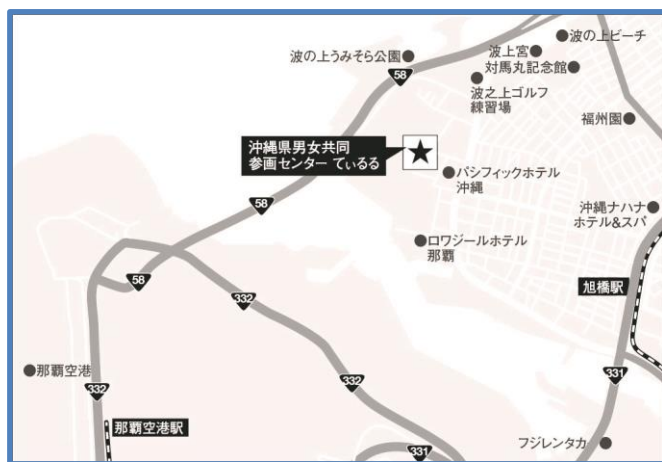 波の上ビーチ
波上宮
波の上うみそら公園
対馬丸記念館
58
波之上ゴルフ
練習場
福州園
沖縄県男女共同
参画センター てぃるる
パシフィックホテル
沖縄
58
沖縄ナハナ
ホテル&スパ
ロワジールホテル
那覇
58
332
旭橋駅
那覇空港
332
332
331
那覇空港駅
331
フジレンタカ